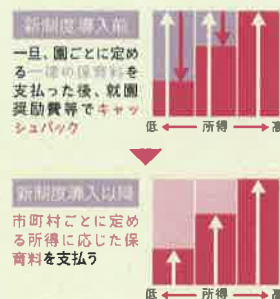 新制度導入前
一旦、園ごとに定め
る一律の保育料を
支払った後、就園
奨励費等でキャッ
シュバック
低 所得 高
新制度導入以降
市町村ごとに定め
る所得に応じた保
育料を支払う
低 所得 高